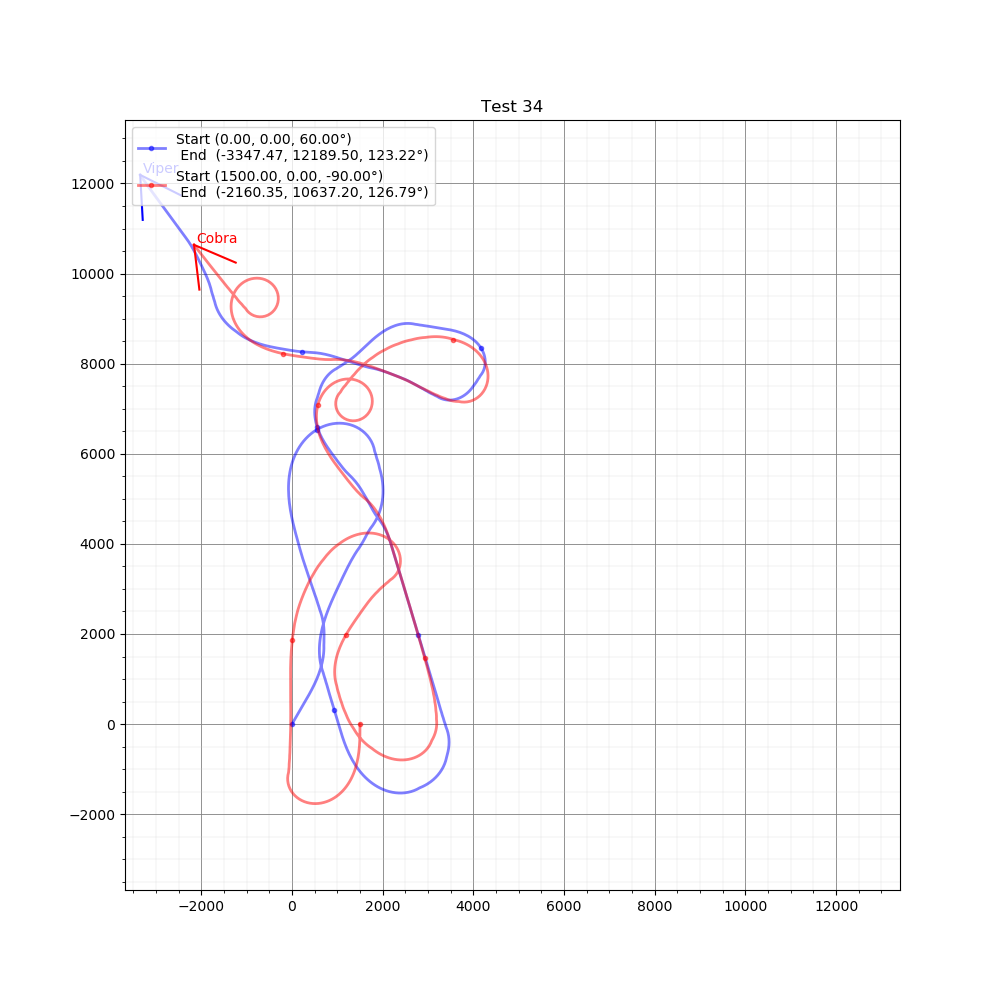 Test 34
Start (0.00, 0.00, 60.00°)
End (-3347.47, 12189.50, 123.22°)
Start (1500.00, 0.00, -90.00°)
End (-2160.35, 10637.20, 126.79°)
Viper
Cobra
12000
10000
8000
6000
4000
2000
0
−2000
−2000 0 2000 4000 6000 8000 10000 12000